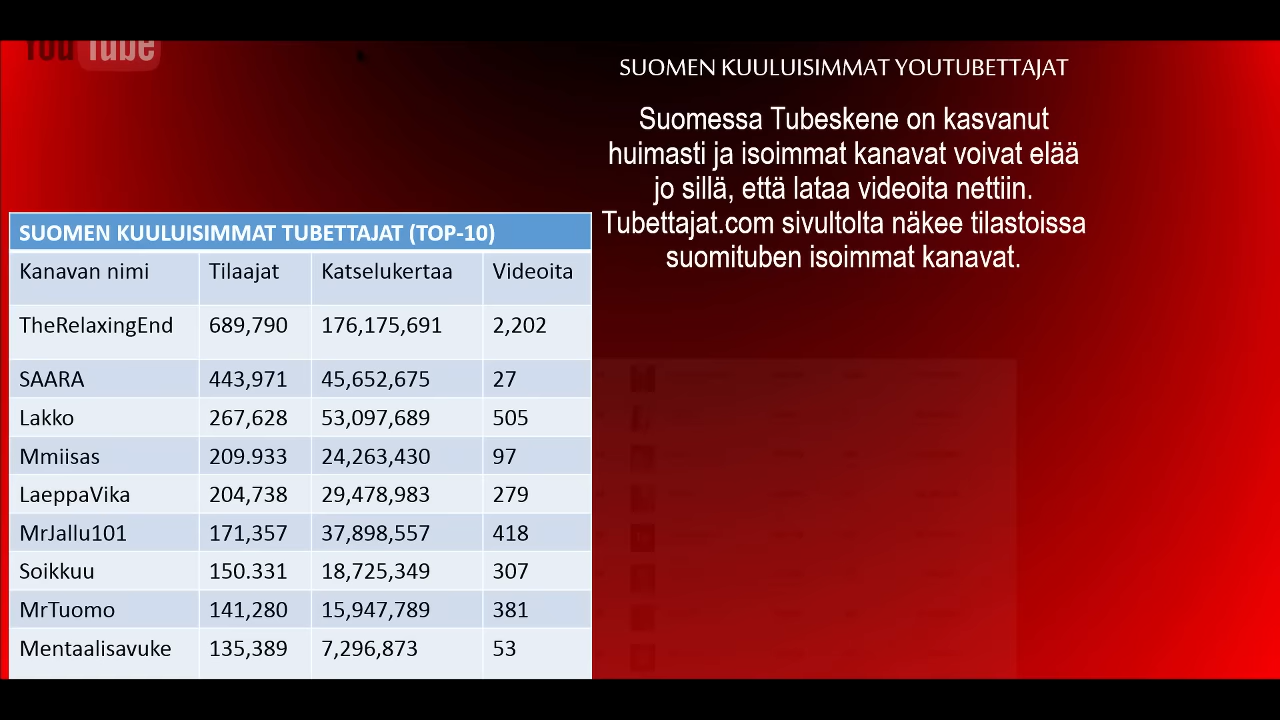 YouTube
SUOMEN KUULUISIMMAT YOUTUBETTAJAT
Suomessa Tubeskene on kasvanut
huimasti ja isoimmat kanavat voivat elää
jo sillä, että lataa videoita nettiin.
Tubettajat.com sivultolta näkee tilastoissa
suomituben isoimmat kanavat.
SUOMEN KUULUISIMMAT TUBETTAJAT (TOP-10)
Kanavan nimi Tilaajat Katselukertaa Videoita
TheRelaxingEnd 689,790 176,175,691 2,202
SAARA 443,971 45,652,675 27
Lakko 267,628 53,097,689 505
Mmiisas 209.933 24,263,430 97
LaeppaVika 204,738 29,478,983 279
MrJallu101 171,357 37,898,557 418
Soikkuu 150.331 18,725,349 307
MrTuomo 141,280 15,947,789 381
Mentaalisavuke 135,389 7,296,873 53